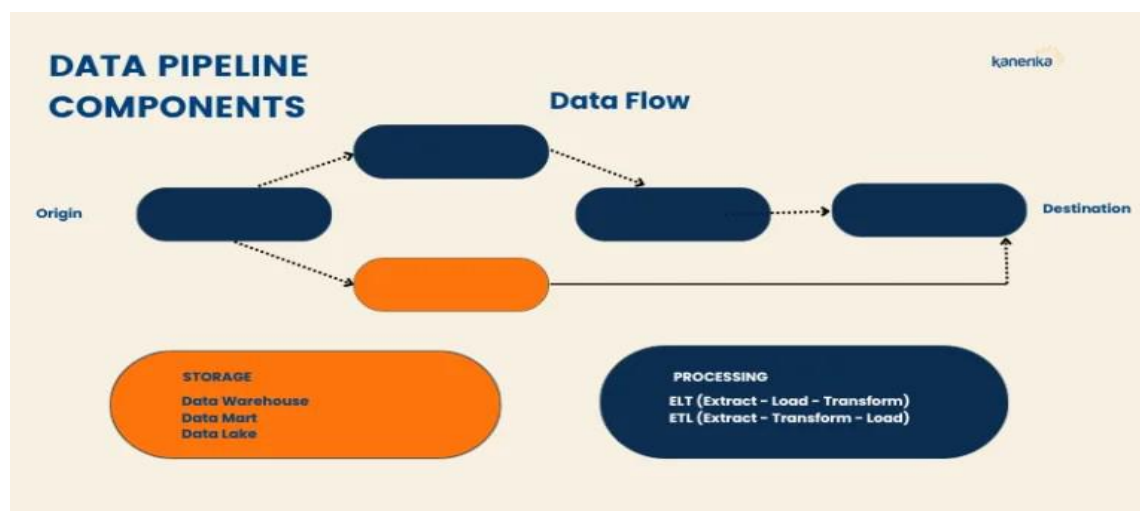 DATA PIPELINE
COMPONENTS
kanerika
Data Flow
Origin
Destination
STORAGE
Data Warehouse
Data Mart
Data Lake
PROCESSING
ELT (Extract - Load - Transform)
ETL (Extract - Transform - Load)